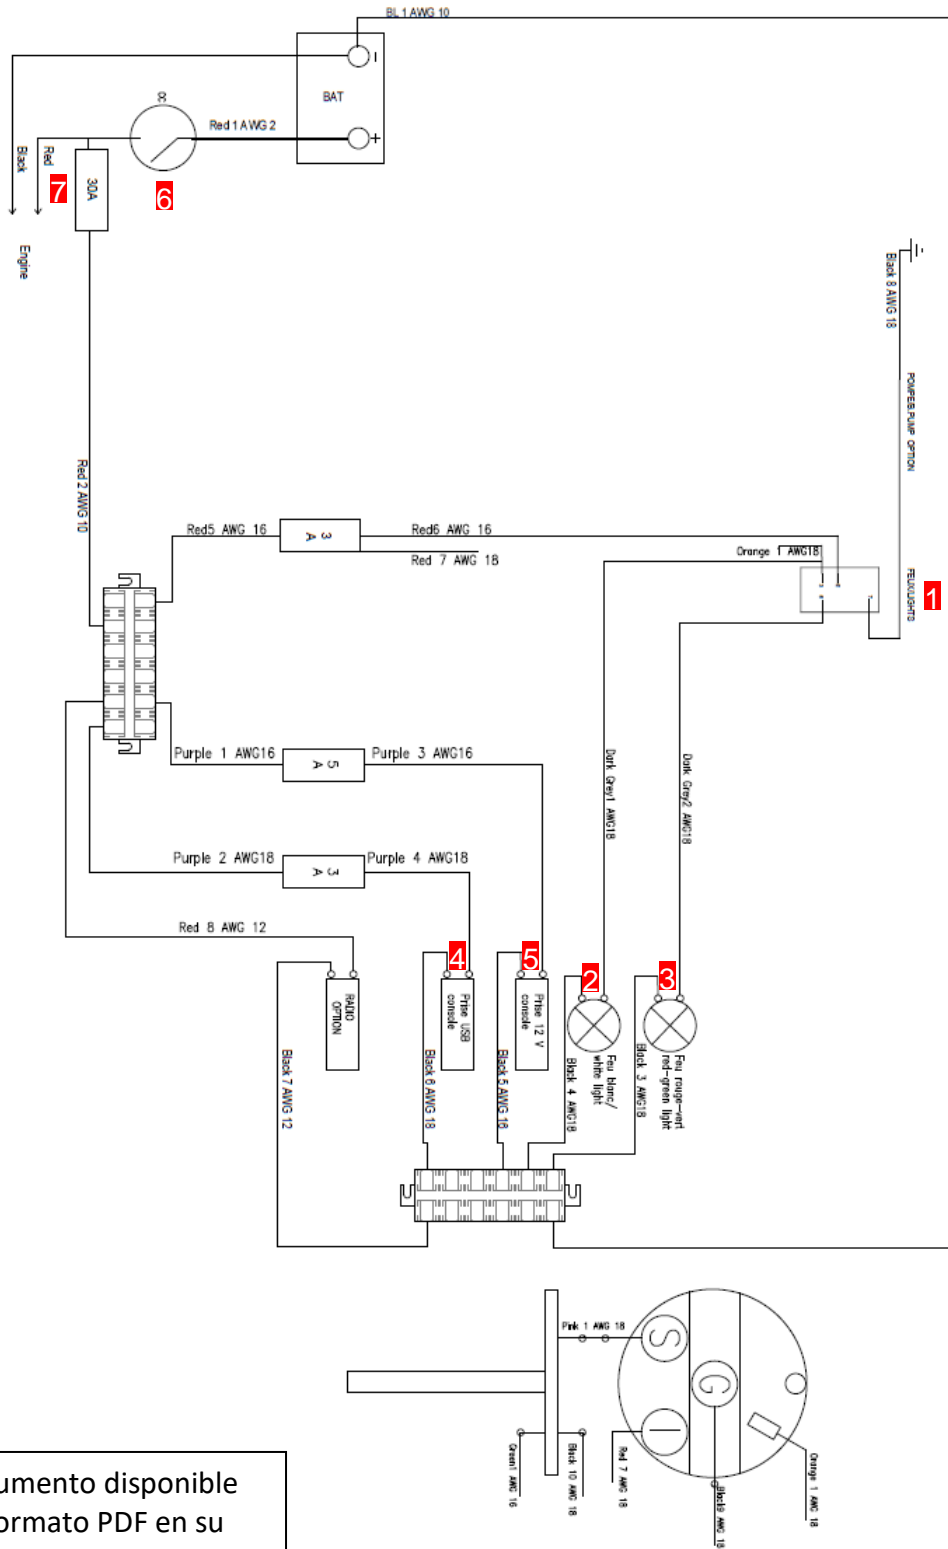 BL 1 AWG 10
-
BAT
+
Red 1 AWG 2
6
Black
Red
7
30A
Engine
Red 2 AWG 10
Black 8 AWG 18
POMPE/B.PUMP OPTION
FEUX/LIGHTS
1
Red5 AWG 16
3 A
Red6 AWG 16
Red 7 AWG 18
Orange 1 AWG18
Purple 1 AWG16
5 A
Purple 3 AWG16
Purple 2 AWG18
3 A
Purple 4 AWG18
Red 8 AWG 12
Dark Grey1 AWG18
Dark Grey2 AWG18
4
5
2
3
RADIO OPTION
Prise USB console
Prise 12 V console
Feu blanc/ white light
Feu rouge-vert red-green light
Black 7 AWG 12
Black 6 AWG 18
Black 5 AWG 16
Black 4 AWG18
Black 3 AWG18
Pink 1 AWG 18
S
G
I
Green1 AWG 16
Black 10 AWG 18
Red 7 AWG 18
Black9 AWG 18
Orange 1 AWG 18
umento disponible
ormato PDF en su